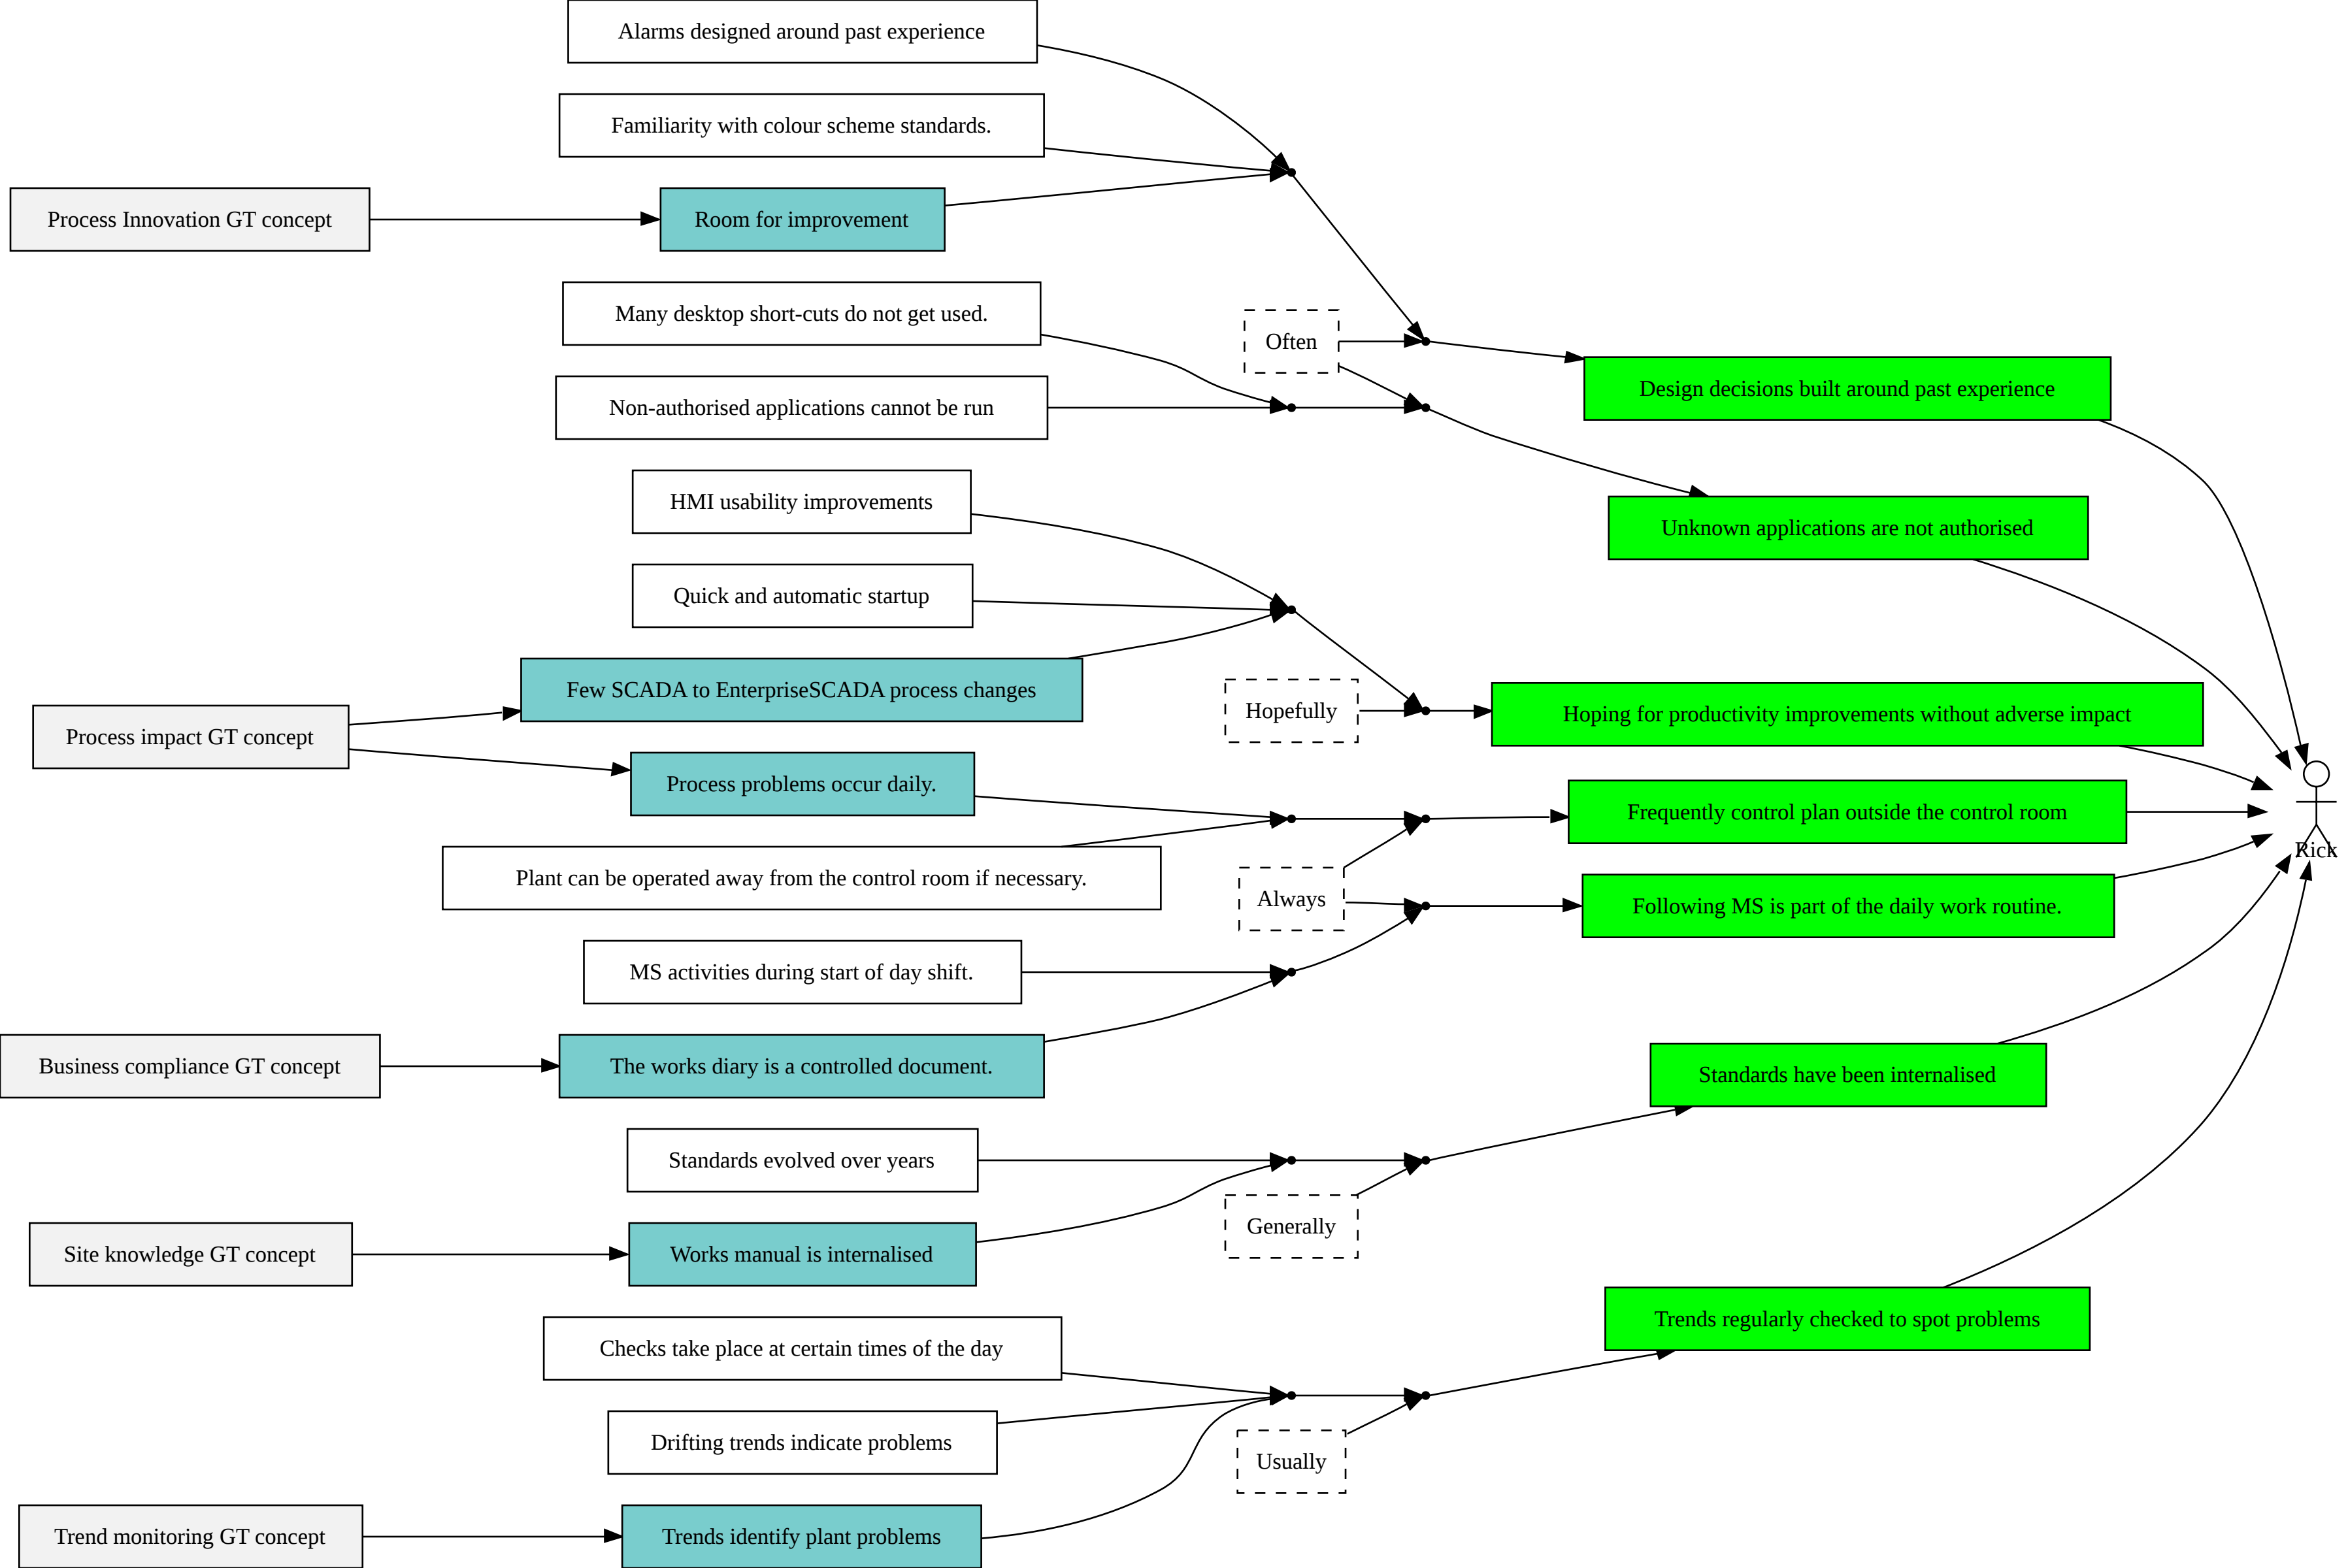 Alarms designed around past experience
Familiarity with colour scheme standards.
Process Innovation GT concept
Room for improvement
Many desktop short-cuts do not get used.
Often
Non-authorised applications cannot be run
Design decisions built around past experience
HMI usability improvements
Unknown applications are not authorised
Quick and automatic startup
Few SCADA to EnterpriseSCADA process changes
Process impact GT concept
Hopefully
Hoping for productivity improvements without adverse impact
Process problems occur daily.
Frequently control plan outside the control room
Rick
Plant can be operated away from the control room if necessary.
Always
Following MS is part of the daily work routine.
MS activities during start of day shift.
Business compliance GT concept
The works diary is a controlled document.
Standards have been internalised
Standards evolved over years
Generally
Site knowledge GT concept
Works manual is internalised
Trends regularly checked to spot problems
Checks take place at certain times of the day
Drifting trends indicate problems
Usually
Trend monitoring GT concept
Trends identify plant problems